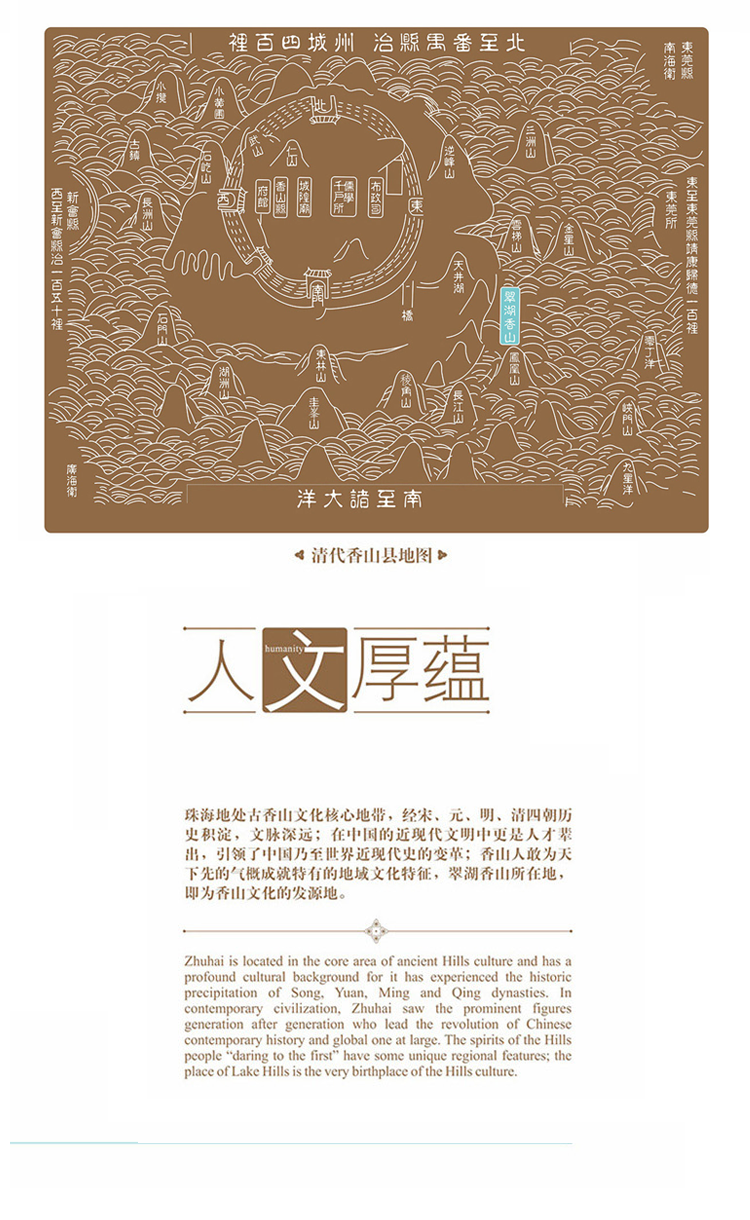 北至番禺縣治 州城四百裡
東莞縣
南海衛
小欖
小黃圃
北
武山
仁山
三洲山
古鎮
石屹山
逆峰山
府館
香山縣
城隍廟
儒學
千戶所
布政司
西
東
東至東莞縣靖康歸德一百裡
東莞所
新會縣
西至新會縣治一百五十裡
長洲山
雲梯山
金星山
天井湖
南門
橋
翠湖香山
石門山
東林山
鳳凰山
零丁洋
湖洲山
稜角山
長江山
圭峯山
峽門山
廣海衛
九星洋
南至諸大洋
清代香山县地图
人文厚蕴
humanity
珠海地处古香山文化核心地带，经宋、元、明、清四朝历
史积淀，文脉深远；在中国的近现代文明中更是人才辈
出，引领了中国乃至世界近现代史的变革；香山人敢为天
下先的气概成就特有的地域文化特征，翠湖香山所在地，
即为香山文化的发源地。
Zhuhai is located in the core area of ancient Hills culture and has a
profound cultural background for it has experienced the historic
precipitation of Song, Yuan, Ming and Qing dynasties. In
contemporary civilization, Zhuhai saw the prominent figures
generation after generation who lead the revolution of Chinese
contemporary history and global one at large. The spirits of the Hills
people “daring to the first” have some unique regional features; the
place of Lake Hills is the very birthplace of the Hills culture.